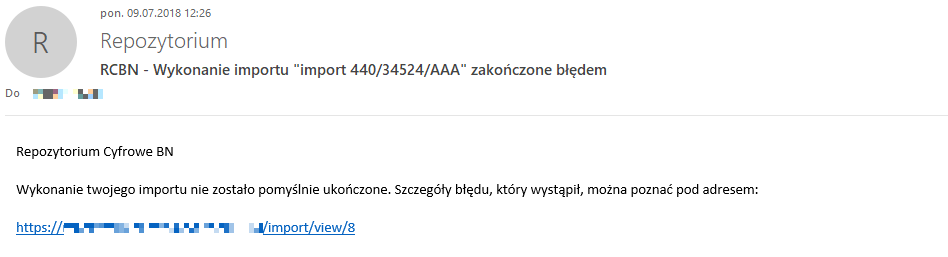 pon. 09.07.2018 12:26
R
Repozytorium
RCBN - Wykonanie importu "import 440/34524/AAA" zakończone błędem
Do
Repozytorium Cyfrowe BN
Wykonanie twojego importu nie zostało pomyślnie ukończone. Szczegóły błędu, który wystąpił, można poznać pod adresem:
https:// /import/view/8